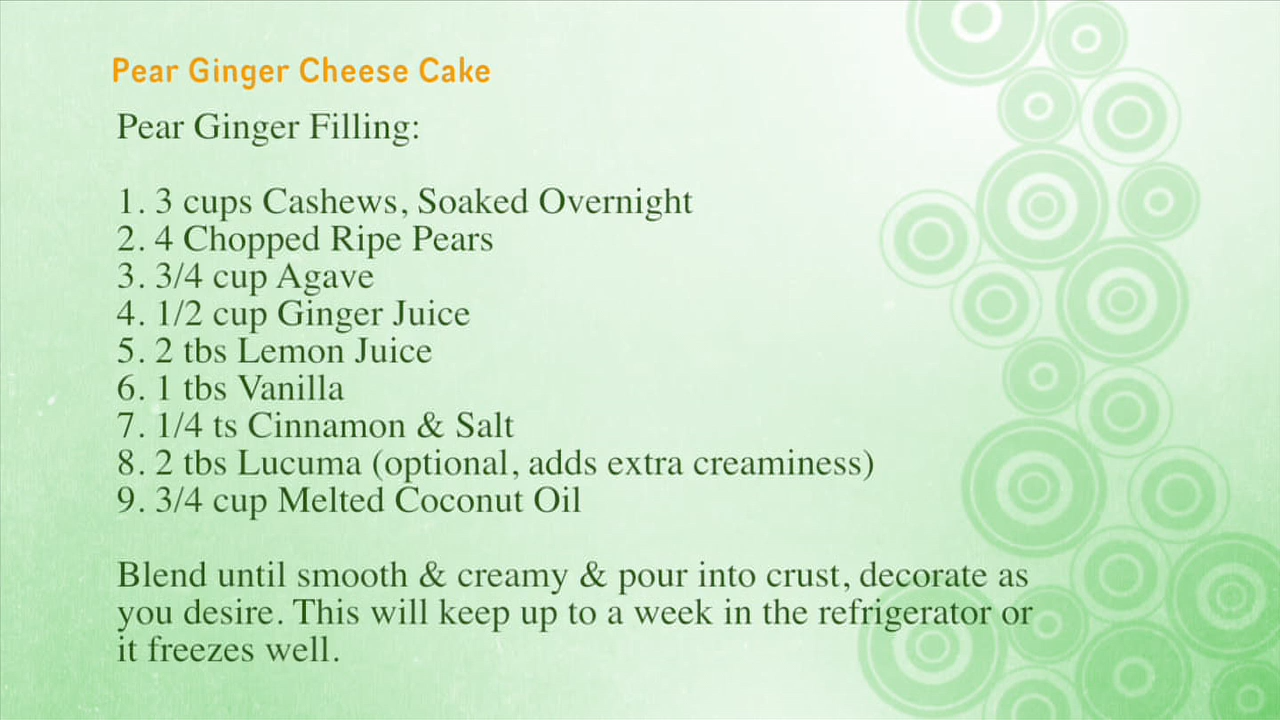 Pear Ginger Cheese Cake
Pear Ginger Filling:
1. 3 cups Cashews, Soaked Overnight
2. 4 Chopped Ripe Pears
3. 3/4 cup Agave
4. 1/2 cup Ginger Juice
5. 2 tbs Lemon Juice
6. 1 tbs Vanilla
7. 1/4 ts Cinnamon & Salt
8. 2 tbs Lucuma (optional, adds extra creaminess)
9. 3/4 cup Melted Coconut Oil
Blend until smooth & creamy & pour into crust, decorate as
you desire. This will keep up to a week in the refrigerator or
it freezes well.